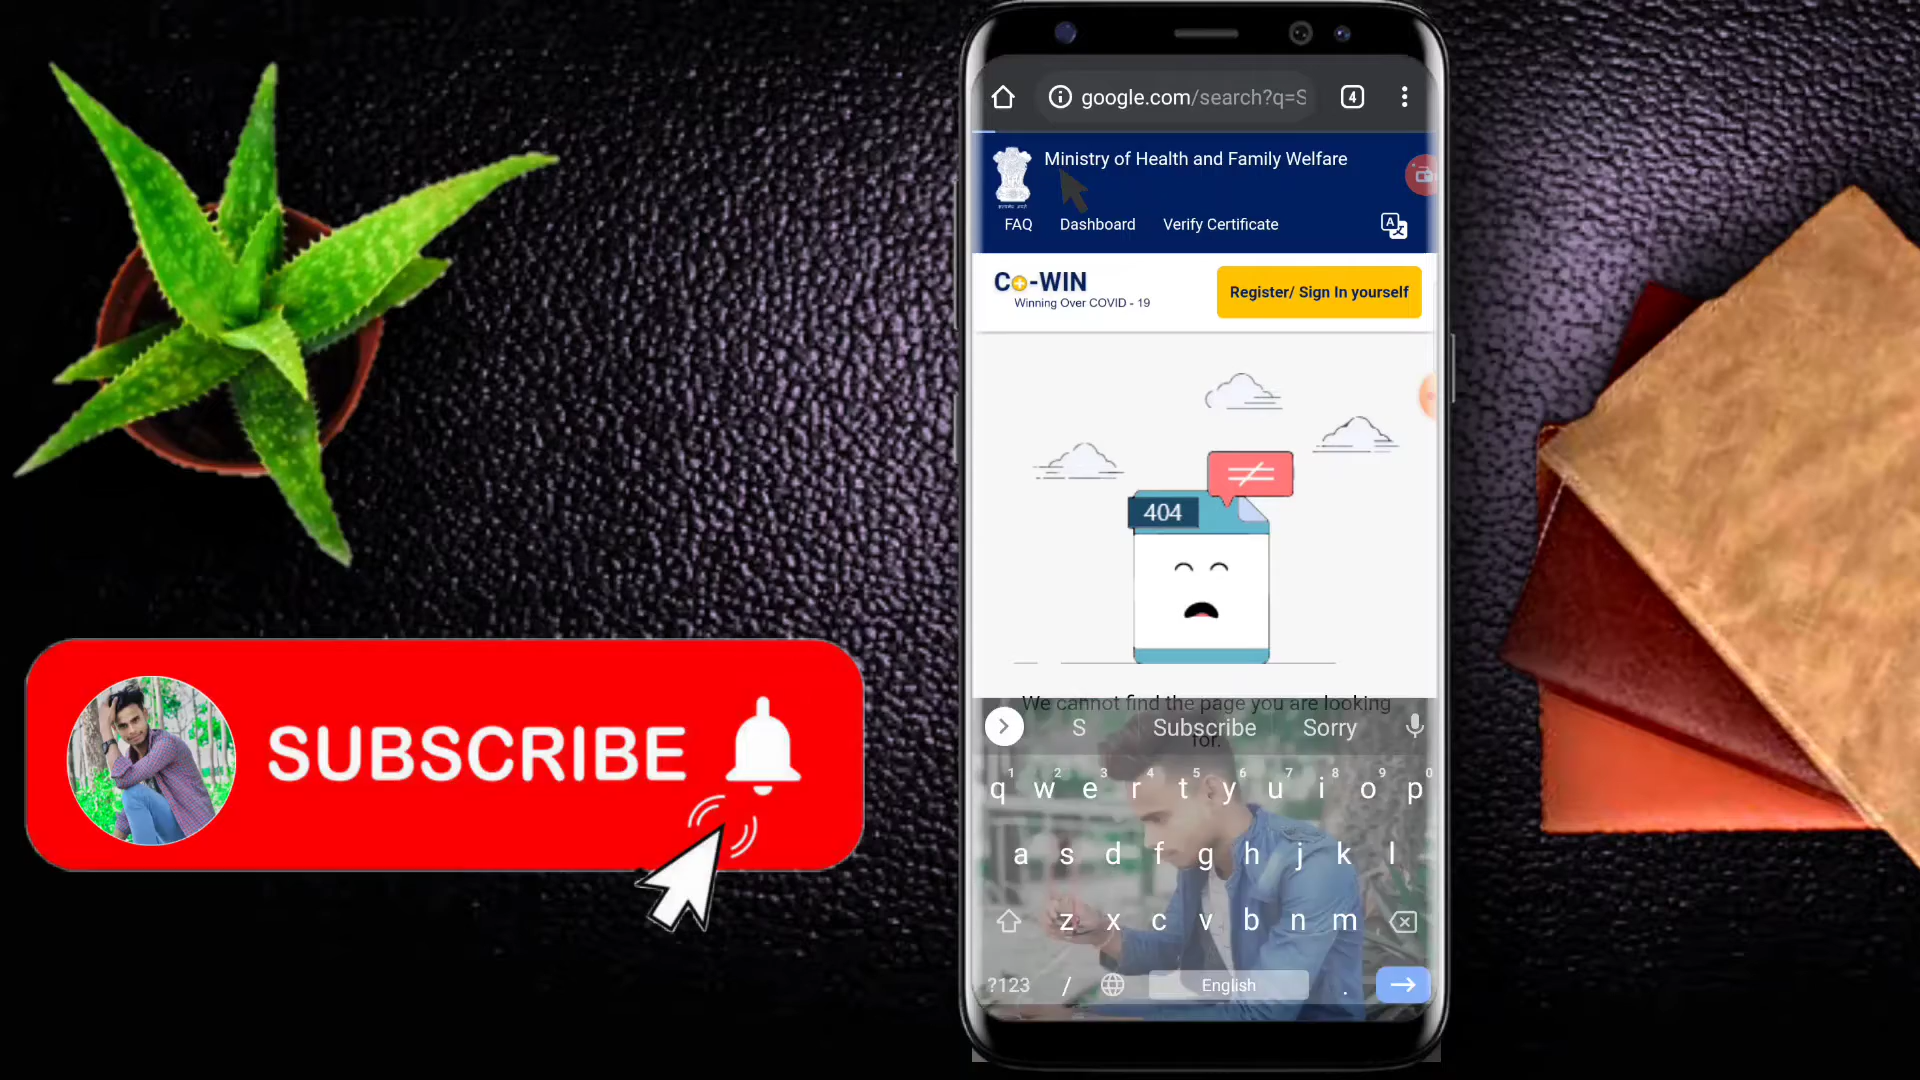 google.com/search?q=S
4
Ministry of Health and Family Welfare
FAQ Dashboard Verify Certificate
A
Co-WIN
Winning Over COVID - 19
Register/ Sign In yourself
404
We cannot find the page you are looking
for.
S Subscribe Sorry
1 2 3 4 5 6 7 8 9 0
q w e r t y u i o p
a s d f g h j k l
z x c v b n m
?123 / English .
SUBSCRIBE